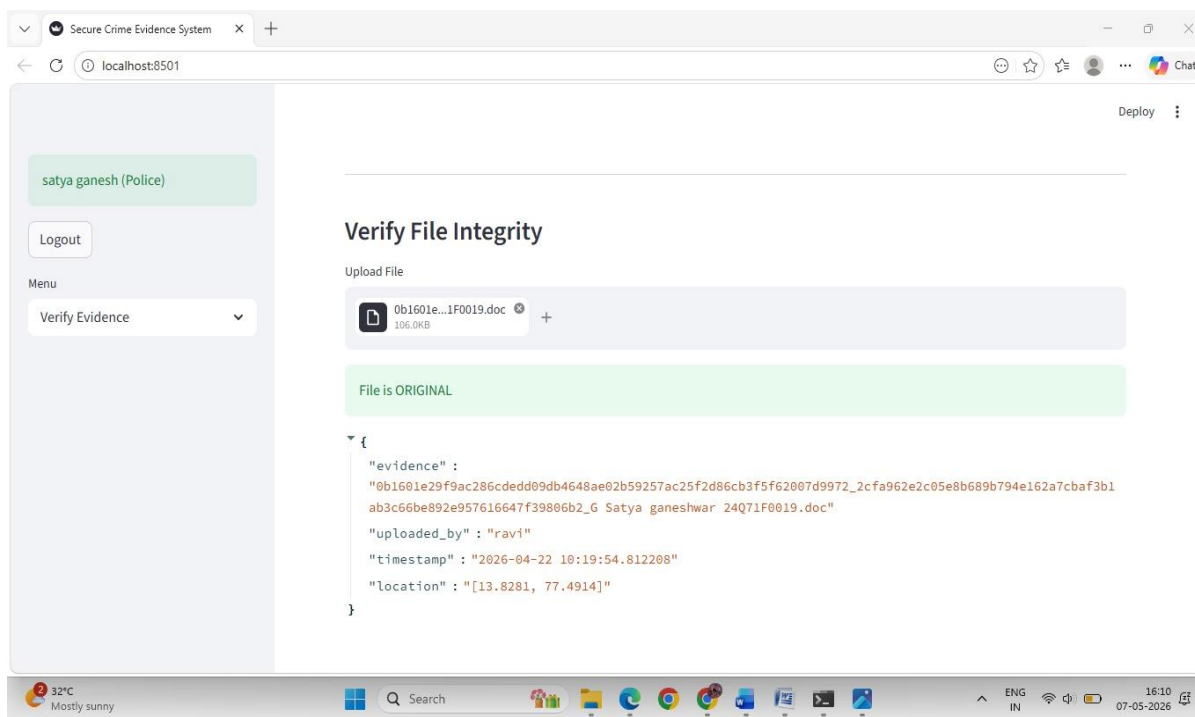 Secure Crime Evidence System
localhost:8501
Chat
Deploy
satya ganesh (Police)
Logout
Menu
Verify Evidence
Verify File Integrity
Upload File
0b1601e...1F0019.doc
106.0KB
File is ORIGINAL
{
"evidence" :
"0b1601e29f9ac286cdedd09db4648ae02b59257ac25f2d86cb3f5f62007d9972_2cfa962e2c05e8b689b794e162a7cbaf3b1
ab3c66be892e957616647f39806b2_G Satya ganeshwar 24Q71F0019.doc"
"uploaded_by" : "ravi"
"timestamp" : "2026-04-22 10:19:54.812208"
"location" : "[13.8281, 77.4914]"
}
2
32°C
Mostly sunny
Search
ENG
IN
16:10
07-05-2026